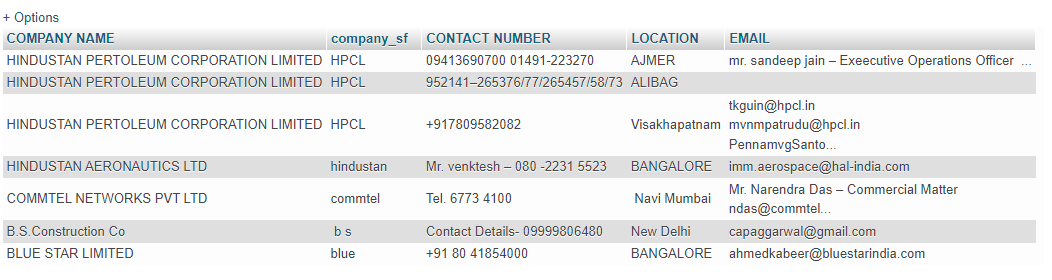 + Options
COMPANY NAME company_sf CONTACT NUMBER LOCATION EMAIL
HINDUSTAN PERTOLEUM CORPORATION LIMITED HPCL 09413690700 01491-223270 AJMER mr. sandeep jain – Exeecutive Operations Officer ...
HINDUSTAN PERTOLEUM CORPORATION LIMITED HPCL 952141–265376/77/265457/58/73 ALIBAG
HINDUSTAN PERTOLEUM CORPORATION LIMITED HPCL +917809582082 Visakhapatnam tkguin@hpcl.in
mvnmpatrudu@hpcl.in
PennamvgSanto...
HINDUSTAN AERONAUTICS LTD hindustan Mr. venktesh – 080 -2231 5523 BANGALORE imm.aerospace@hal-india.com
COMMTEL NETWORKS PVT LTD commtel Tel. 6773 4100 Navi Mumbai Mr. Narendra Das – Commercial Matter
ndas@commtel...
B.S.Construction Co b s Contact Details- 09999806480 New Delhi capaggarwal@gmail.com
BLUE STAR LIMITED blue +91 80 41854000 BANGALORE ahmedkabeer@bluestarindia.com